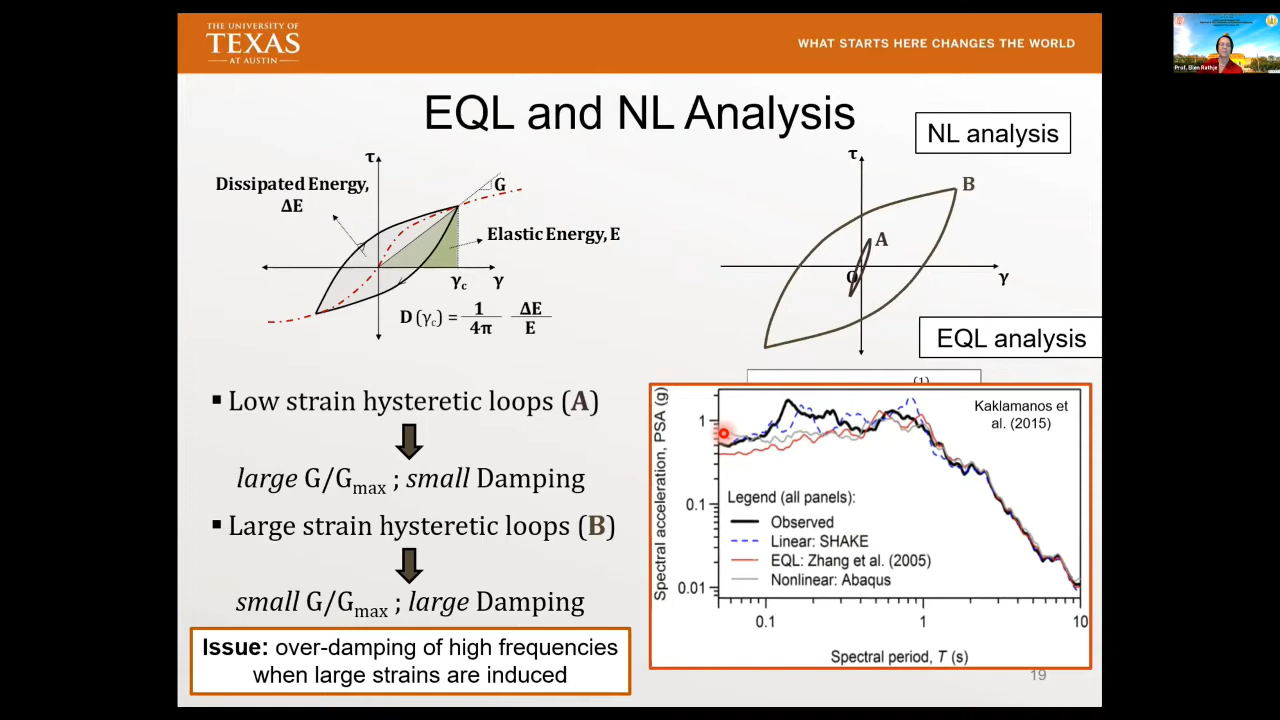 THE UNIVERSITY OF
TEXAS
AT AUSTIN
WHAT STARTS HERE CHANGES THE WORLD
Prof. Ellen Rathje
EQL and NL Analysis
NL analysis
τ
Dissipated Energy,
ΔE
G
Elastic Energy, E
γc
γ
D (γc) = 1/4π ΔE/E
τ
B
A
O
γ
EQL analysis
(1)
▪ Low strain hysteretic loops (A)
large G/Gmax ; small Damping
▪ Large strain hysteretic loops (B)
small G/Gmax ; large Damping
Issue: over-damping of high frequencies
when large strains are induced
Kaklamanos et
al. (2015)
Spectral acceleration, PSA (g)
1
0.1
0.01
Legend (all panels):
Observed
Linear: SHAKE
EQL: Zhang et al. (2005)
Nonlinear: Abaqus
0.1
1
10
Spectral period, T (s)
19